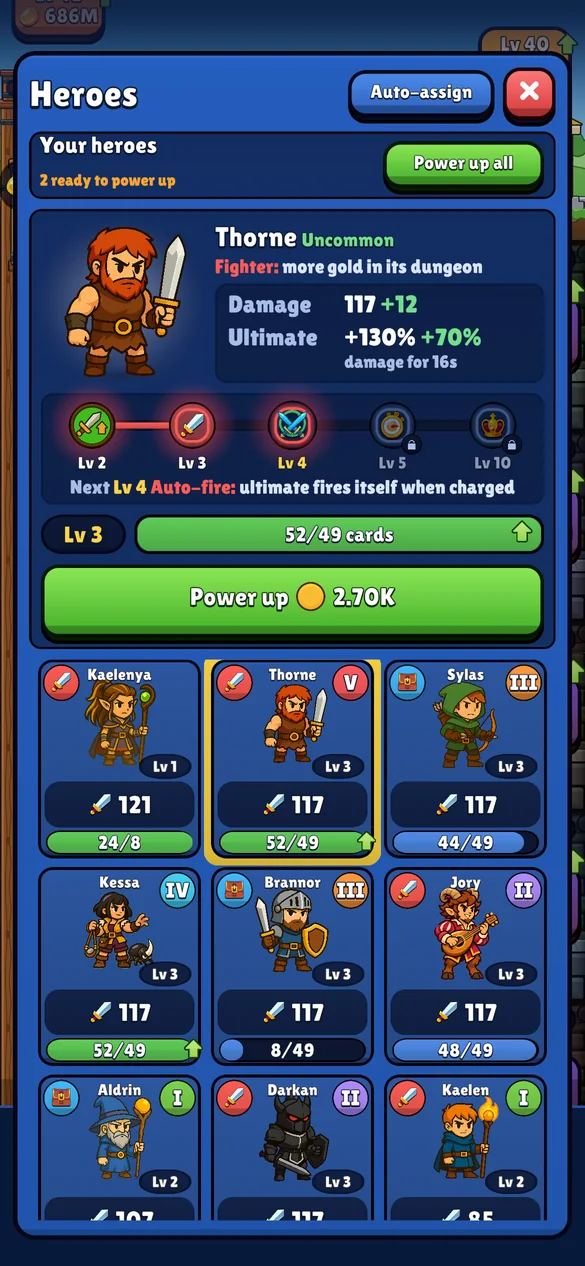 686M
Lv 40
Heroes
Auto-assign
Your heroes
2 ready to power up
Power up all
Thorne Uncommon
Fighter: more gold in its dungeon
Damage 117 +12
Ultimate +130% +70%
damage for 16s
Lv 2 Lv 3 Lv 4 Lv 5 Lv 10
Next Lv 4 Auto-fire: ultimate fires itself when charged
Lv 3
52/49 cards
Power up 2.70K
Kaelenya
Lv 1
121
24/8
Thorne
V
Lv 3
117
52/49
Sylas
III
Lv 3
117
44/49
Kessa
IV
Lv 3
117
52/49
Brannor
III
Lv 3
117
8/49
Jory
II
Lv 3
117
48/49
Aldrin
I
Lv 2
107
Darkan
II
Lv 3
117
Kaelen
I
Lv 2
85